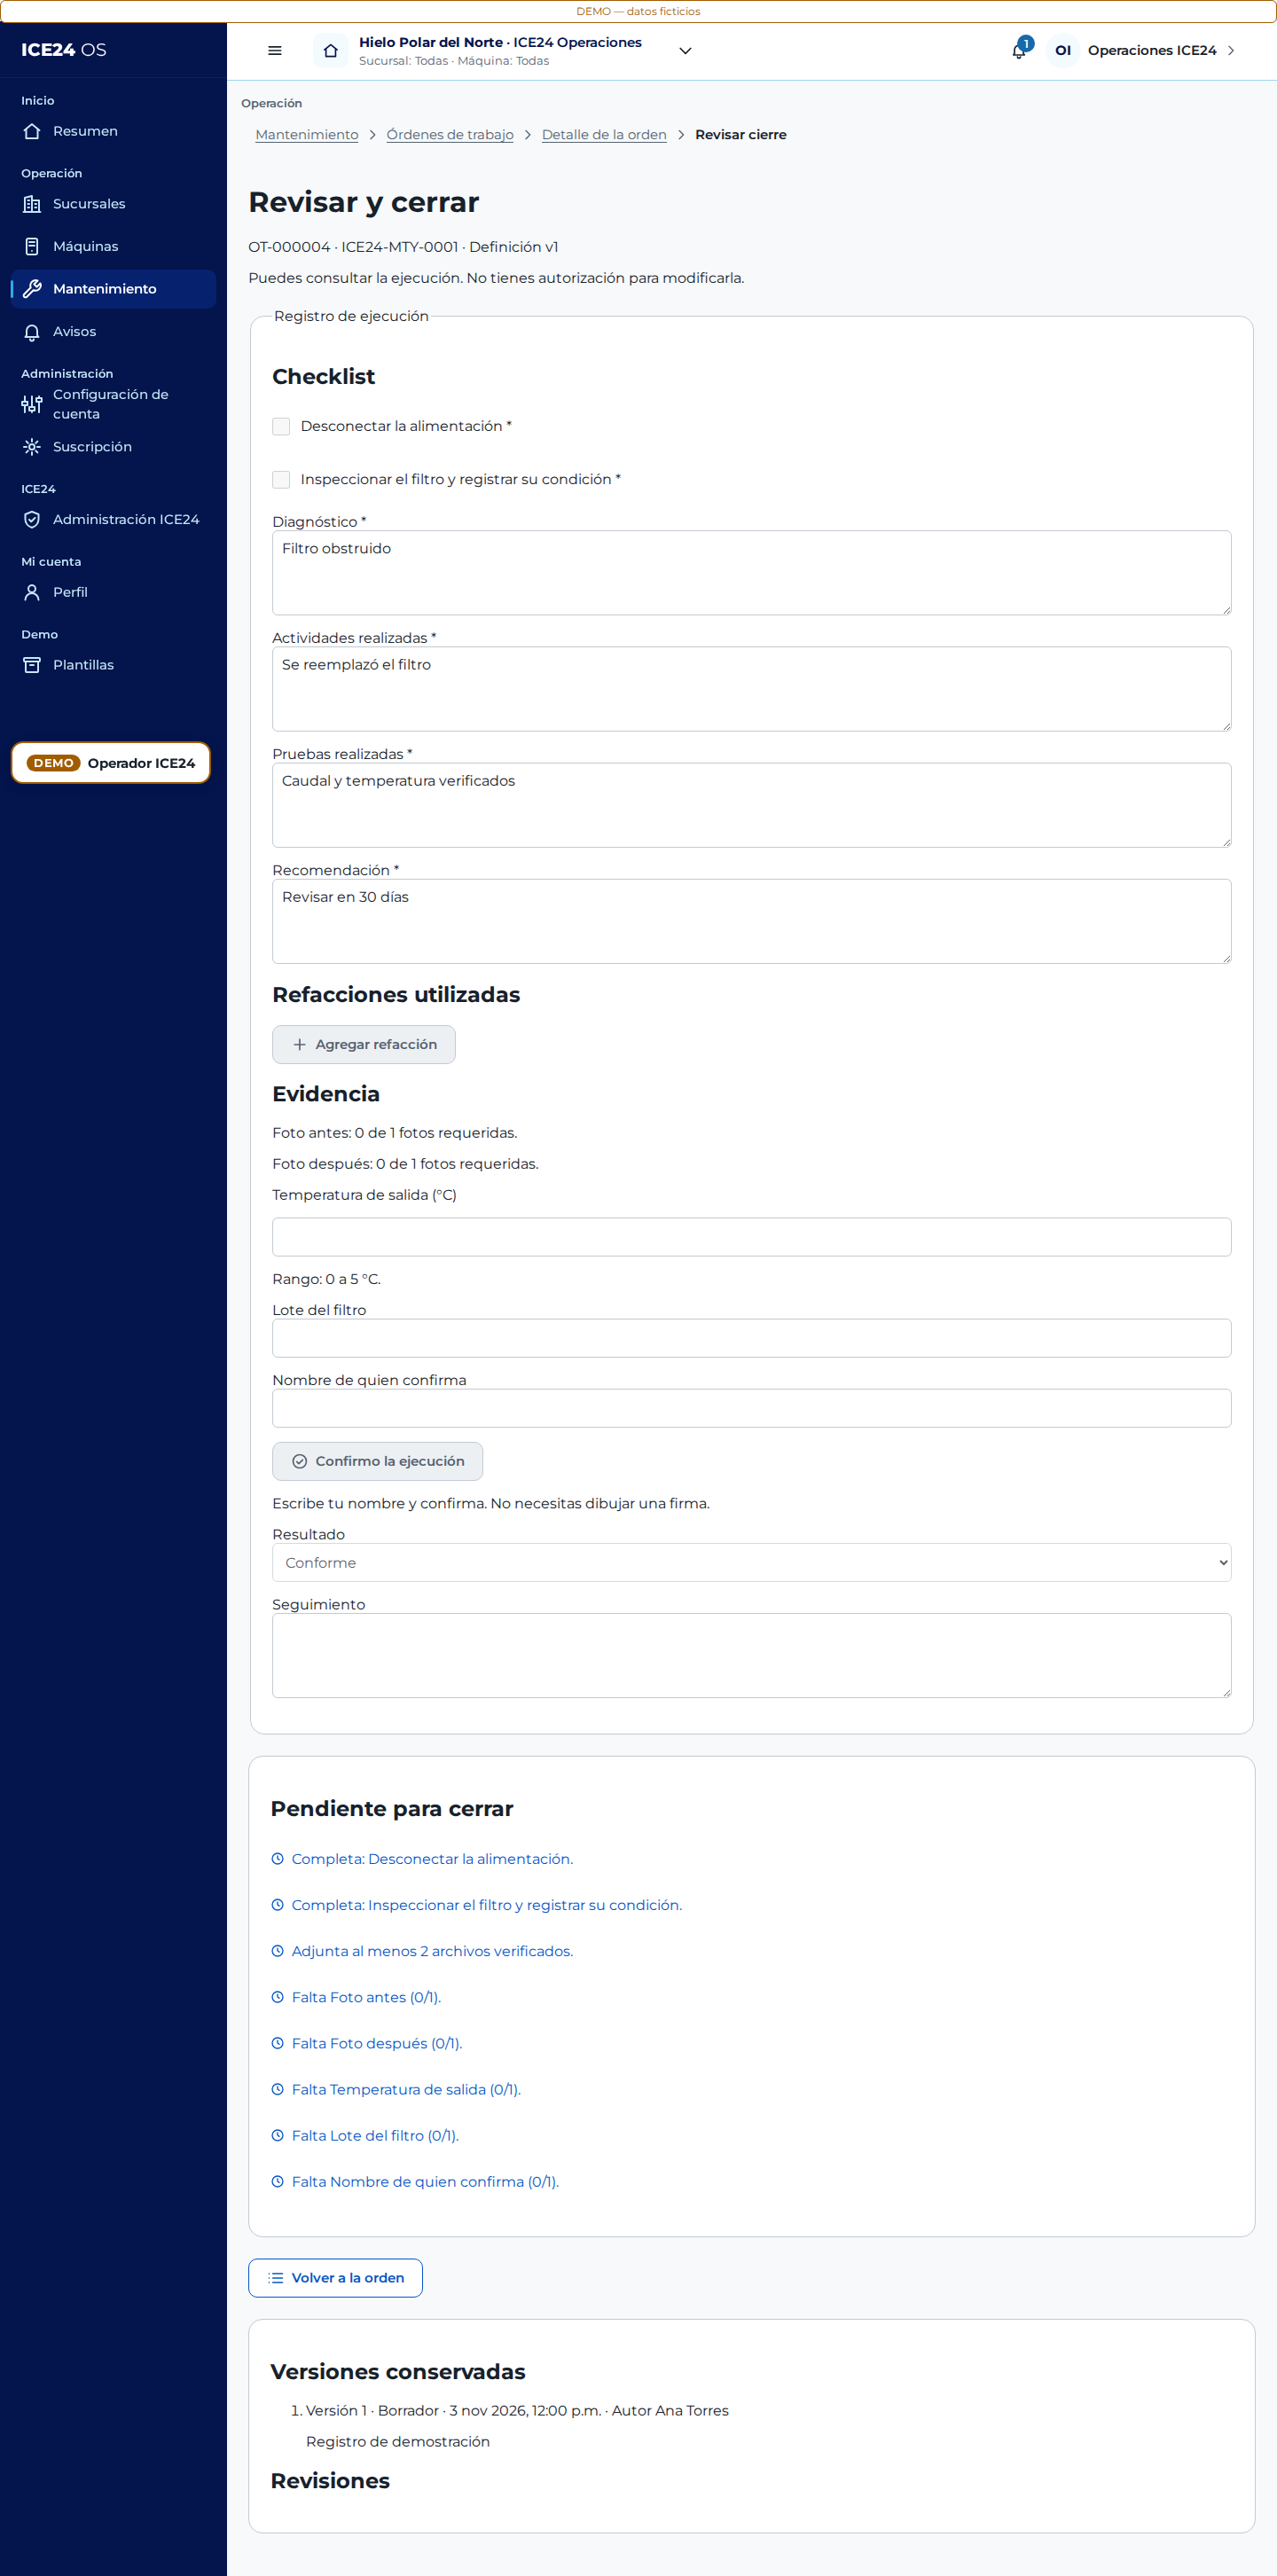 DEMO — datos ficticios
ICE24 OS
Inicio
Resumen
Operación
Sucursales
Máquinas
Mantenimiento
Avisos
Administración
Configuración de
cuenta
Suscripción
ICE24
Administración ICE24
Mi cuenta
Perfil
Demo
Plantillas
DEMO Operador ICE24
Hielo Polar del Norte · ICE24 Operaciones
Sucursal: Todas · Máquina: Todas
1
OI Operaciones ICE24
Operación
Mantenimiento > Órdenes de trabajo > Detalle de la orden > Revisar cierre
Revisar y cerrar
OT-000004 · ICE24-MTY-0001 · Definición v1
Puedes consultar la ejecución. No tienes autorización para modificarla.
Registro de ejecución
Checklist
Desconectar la alimentación *
Inspeccionar el filtro y registrar su condición *
Diagnóstico *
Filtro obstruido
Actividades realizadas *
Se reemplazó el filtro
Pruebas realizadas *
Caudal y temperatura verificados
Recomendación *
Revisar en 30 días
Refacciones utilizadas
Agregar refacción
Evidencia
Foto antes: 0 de 1 fotos requeridas.
Foto después: 0 de 1 fotos requeridas.
Temperatura de salida (°C)
Rango: 0 a 5 °C.
Lote del filtro
Nombre de quien confirma
Confirmo la ejecución
Escribe tu nombre y confirma. No necesitas dibujar una firma.
Resultado
Conforme
Seguimiento
Pendiente para cerrar
Completa: Desconectar la alimentación.
Completa: Inspeccionar el filtro y registrar su condición.
Adjunta al menos 2 archivos verificados.
Falta Foto antes (0/1).
Falta Foto después (0/1).
Falta Temperatura de salida (0/1).
Falta Lote del filtro (0/1).
Falta Nombre de quien confirma (0/1).
Volver a la orden
Versiones conservadas
1. Versión 1 · Borrador · 3 nov 2026, 12:00 p.m. · Autor Ana Torres
Registro de demostración
Revisiones